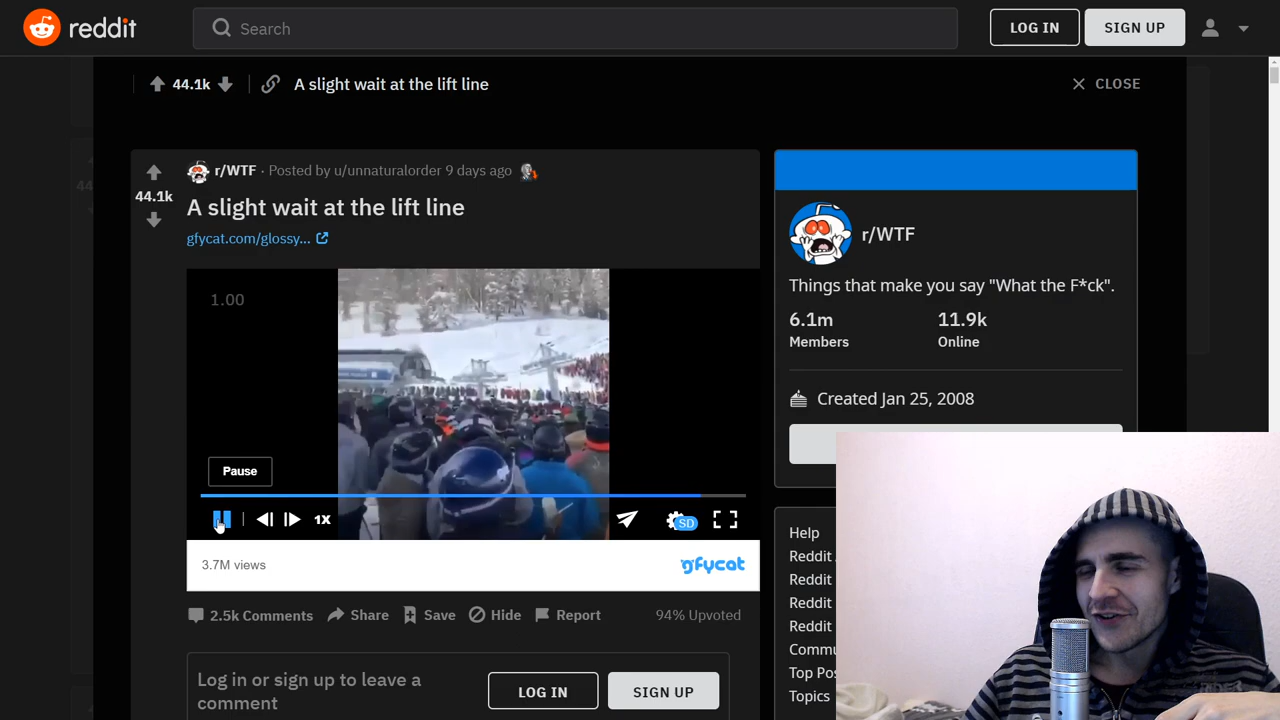 reddit
Search
LOG IN
SIGN UP
44.1k
A slight wait at the lift line
CLOSE
r/WTF · Posted by u/unnaturalorder 9 days ago
44.1k
A slight wait at the lift line
gfycat.com/glossy...
1.00
Pause
1X
SD
3.7M views
gfycat
2.5k Comments
Share
Save
Hide
Report
94% Upvoted
Log in or sign up to leave a
comment
LOG IN
SIGN UP
r/WTF
Things that make you say "What the F*ck".
6.1m
11.9k
Members
Online
Created Jan 25, 2008
Help
Reddit
Reddit
Reddit
Reddit
Commu
Top Pos
Topics